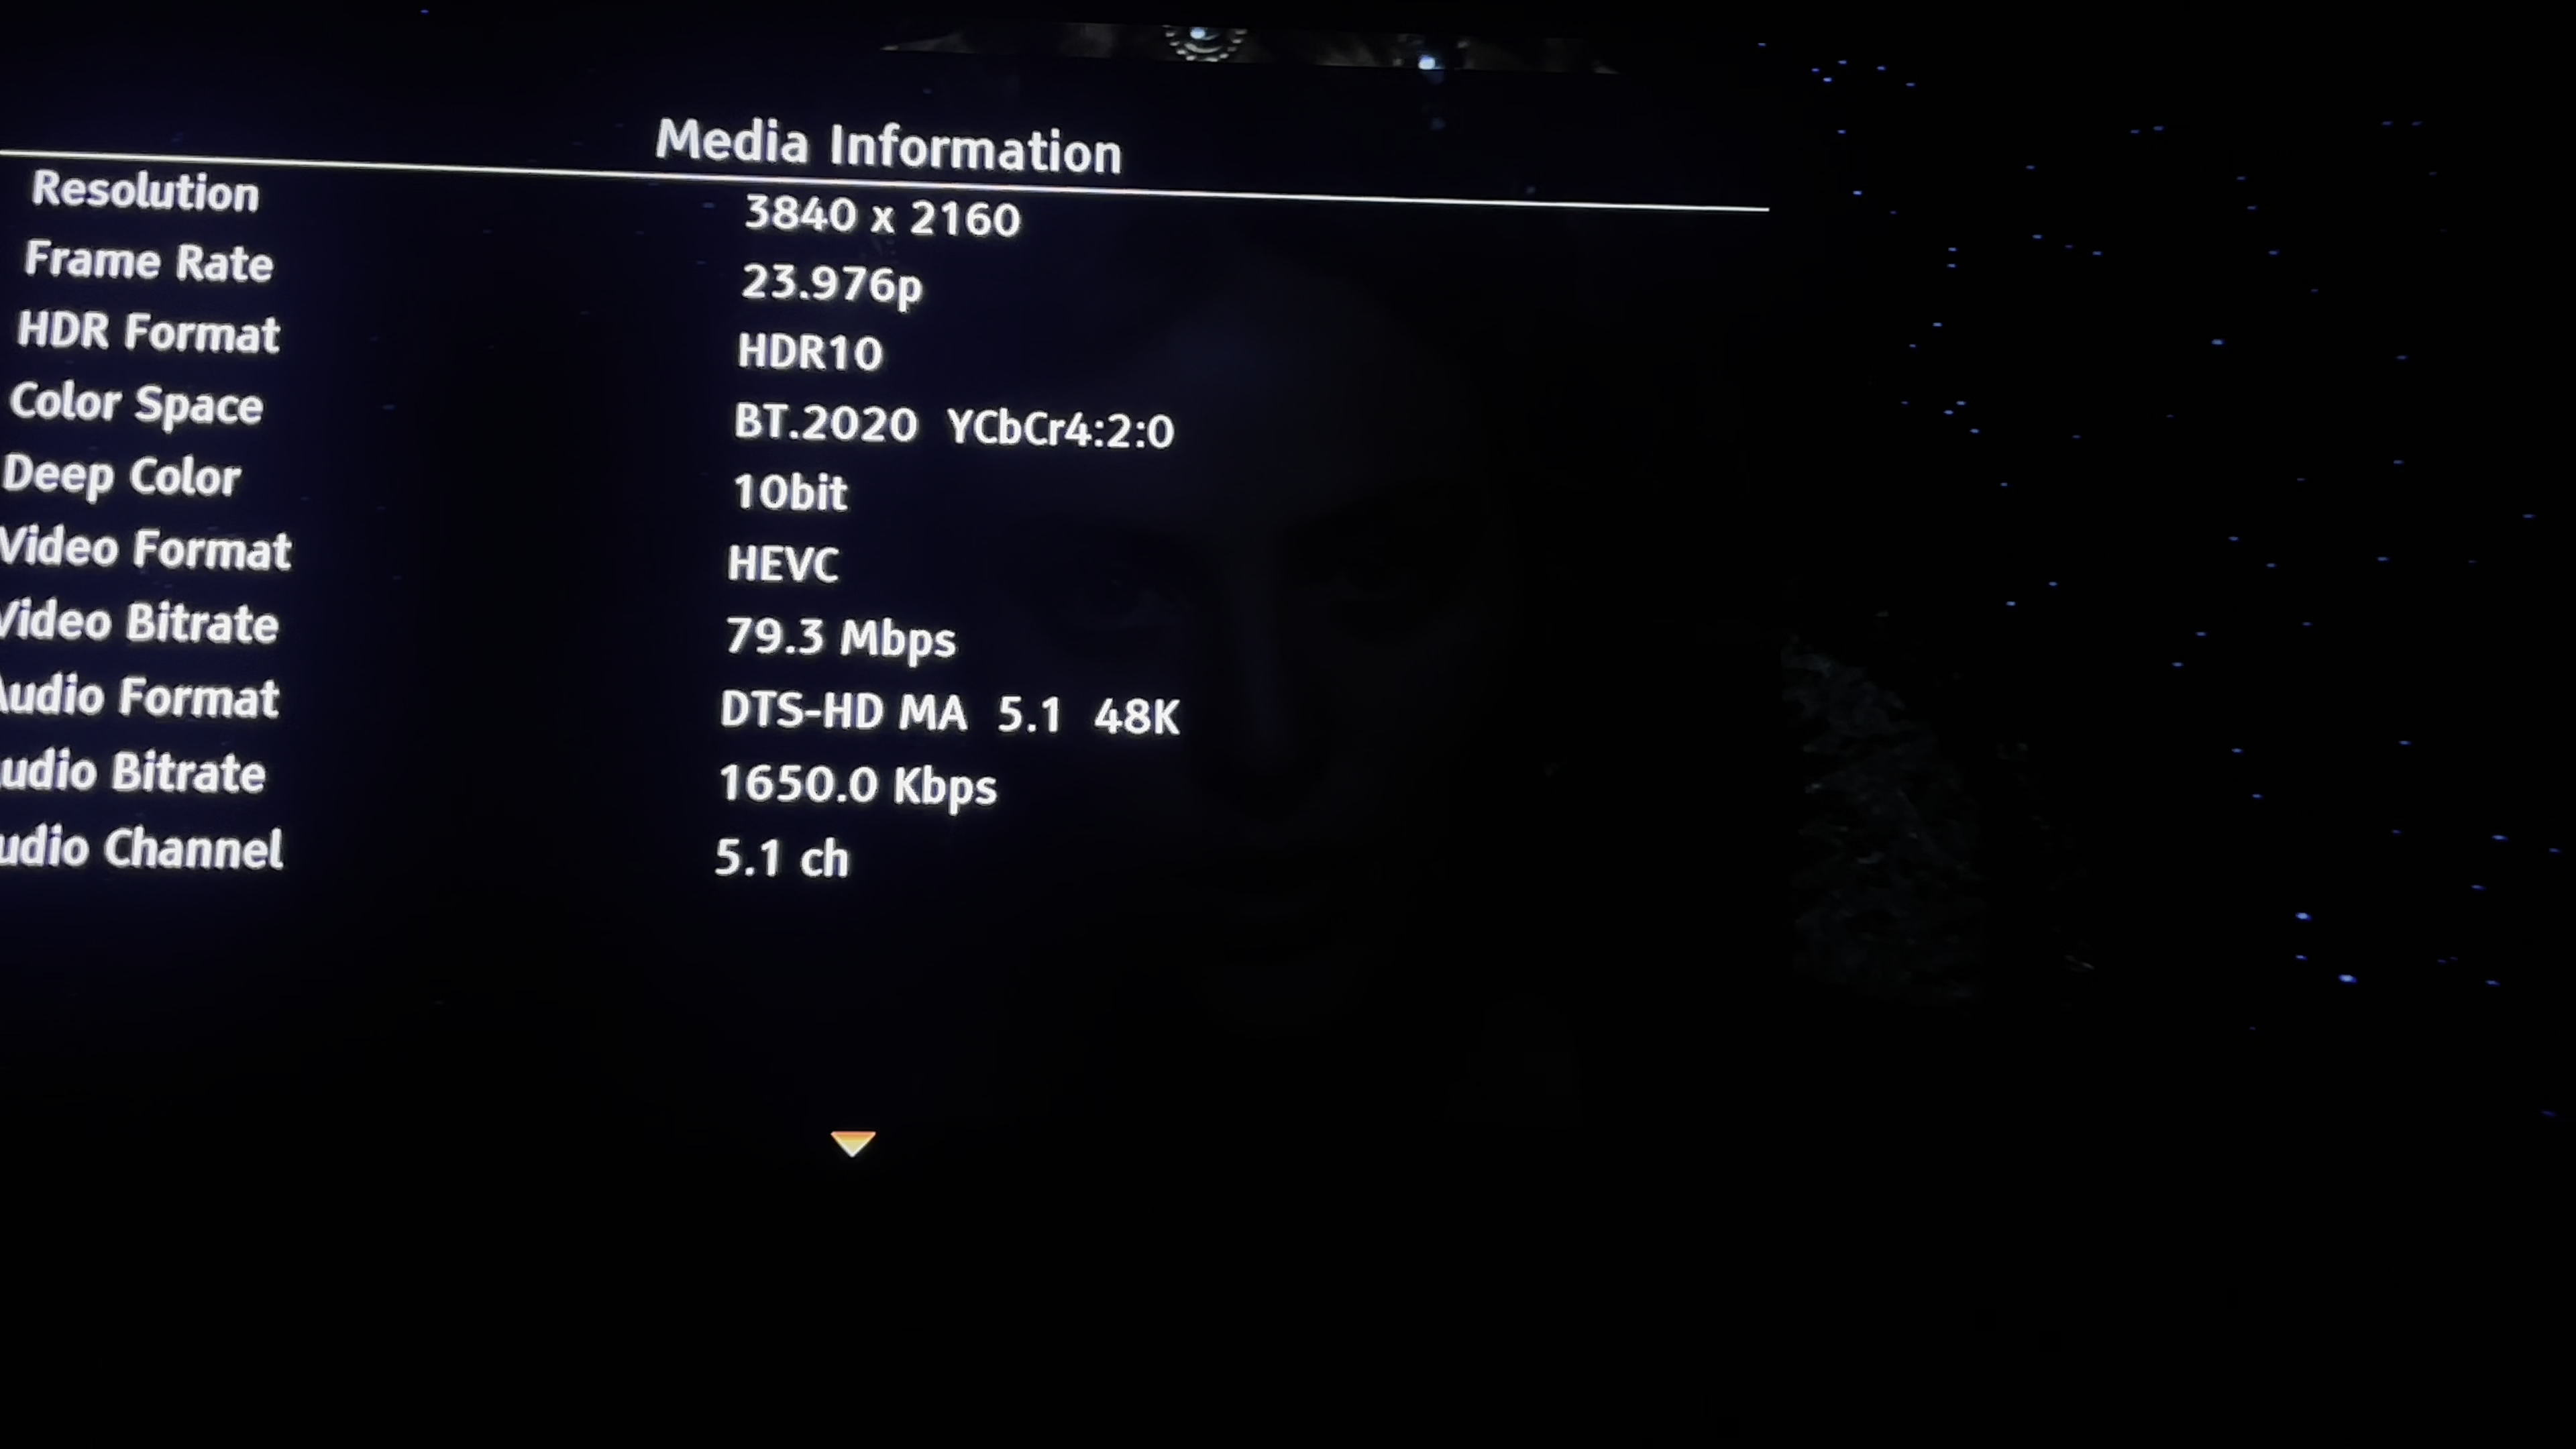 Media Information
Resolution 3840 x 2160
Frame Rate 23.976p
HDR Format HDR10
Color Space BT.2020 YCbCr4:2:0
Deep Color 10bit
Video Format HEVC
Video Bitrate 79.3 Mbps
Audio Format DTS-HD MA 5.1 48K
udio Bitrate 1650.0 Kbps
udio Channel 5.1 ch